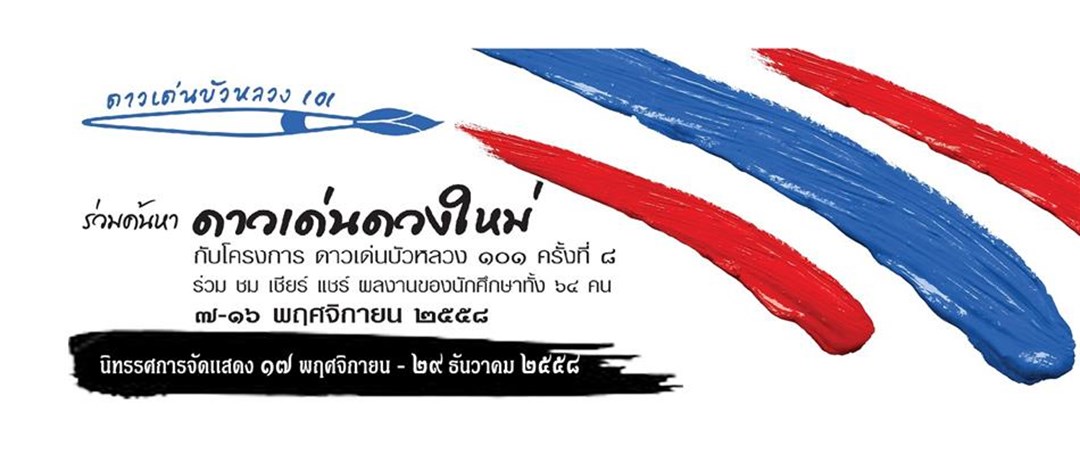 ดาวเด่นบัวหลวง ๑๐๑
ร่วมค้นหา ดาวเด่นดวงใหม่
กับโครงการ ดาวเด่นบัวหลวง ๑๐๑ ครั้งที่ ๘
ร่วม ชม เชียร์ แชร์ ผลงานของนักศึกษาทั้ง ๖๔ คน
๗-๑๖ พฤศจิกายน ๒๕๕๘
นิทรรศการจัดแสดง ๑๗ พฤศจิกายน - ๒๙ ธันวาคม ๒๕๕๘